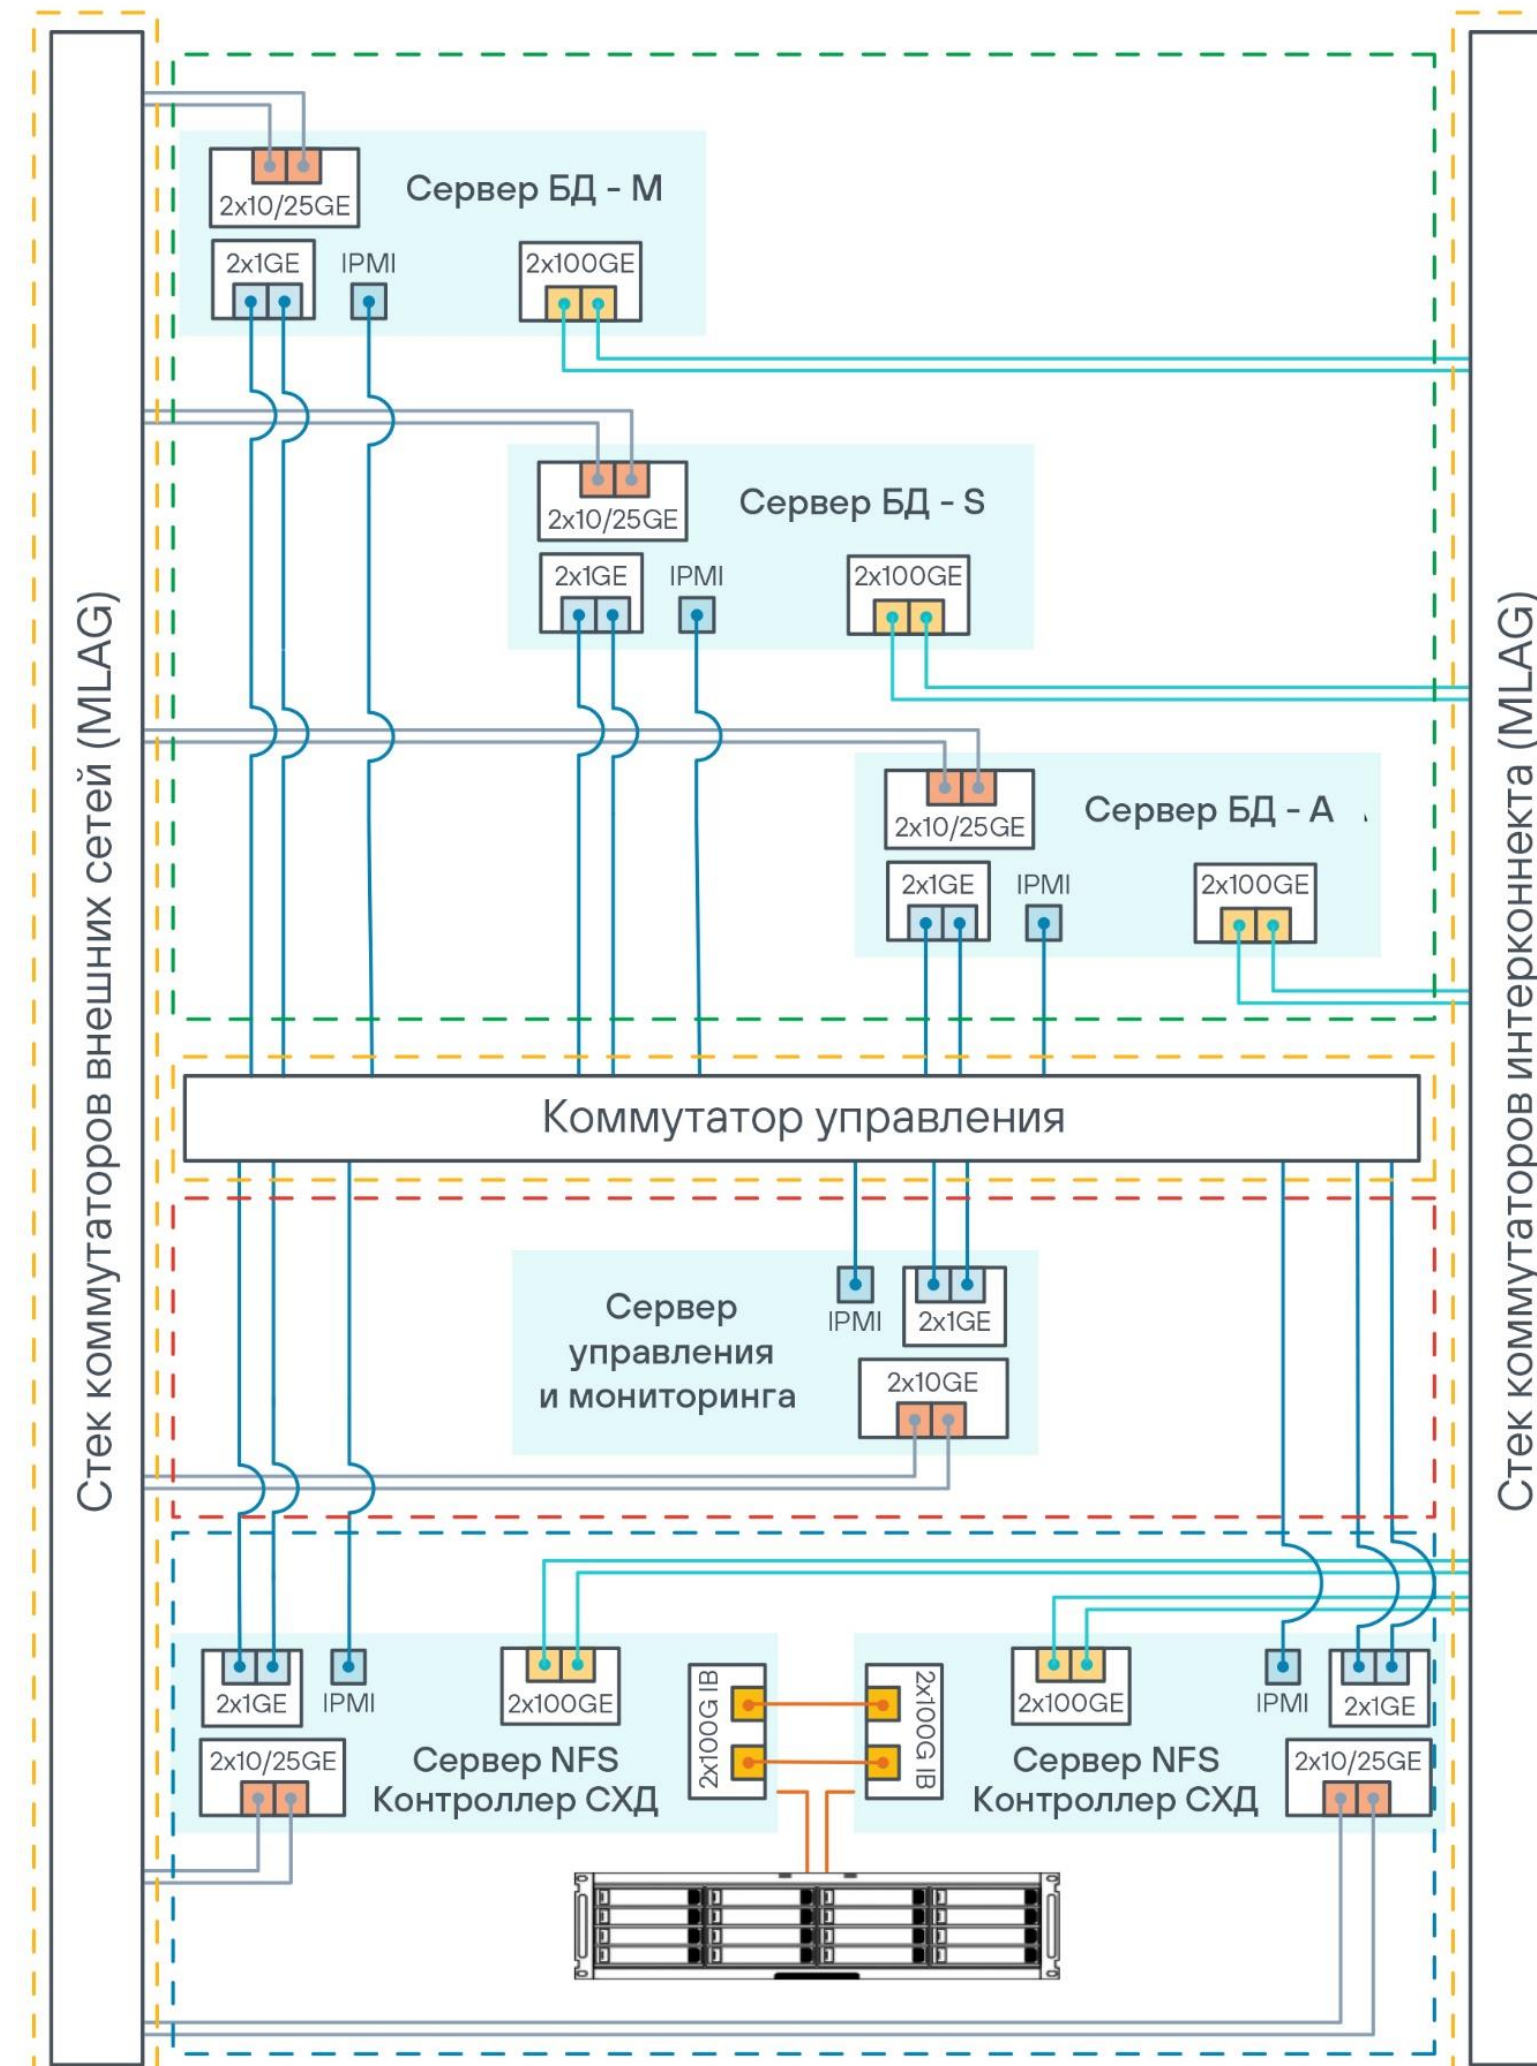 Стек коммутаторов внешних сетей (MLAG)
2x10/25GE
Сервер БД - M
2x1GE
IPMI
2x100GE
2x10/25GE
Сервер БД - S
2x1GE
IPMI
2x100GE
2x10/25GE
Сервер БД - A
2x1GE
IPMI
2x100GE
Коммутатор управления
Сервер
управления
и мониторинга
IPMI
2x1GE
2x10GE
2x1GE
IPMI
2x100GE
2x100G IB
2x10/25GE
Сервер NFS
Контроллер СХД
2x100G IB
2x100GE
IPMI
2x1GE
Сервер NFS
Контроллер СХД
2x10/25GE
Стек коммутаторов интерконнекта (MLAG)